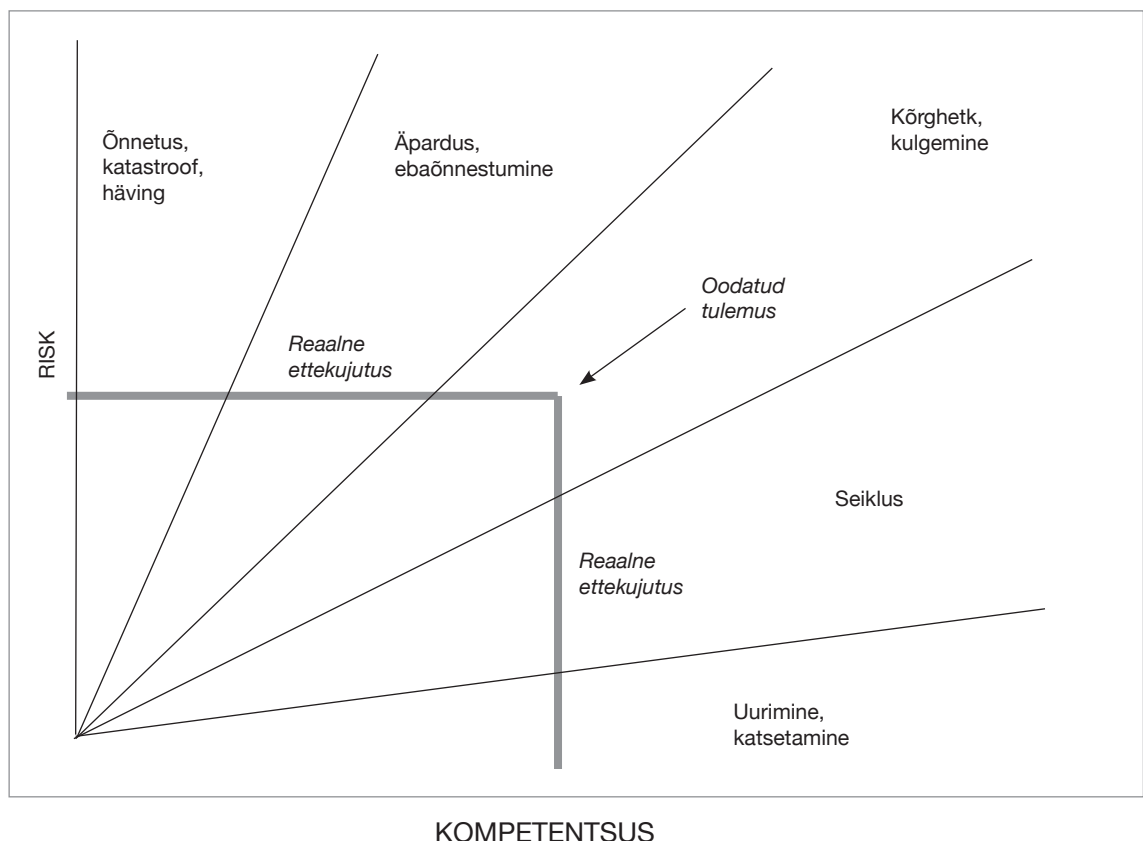 Õnnetus,
katastroof,
häving
Äpardus,
ebaõnnestumine
Kõrghetk,
kulgemine
Oodatud
tulemus
RISK
Reaalne
ettekujutus
Seiklus
Reaalne
ettekujutus
Uurimine,
katsetamine
KOMPETENTSUS